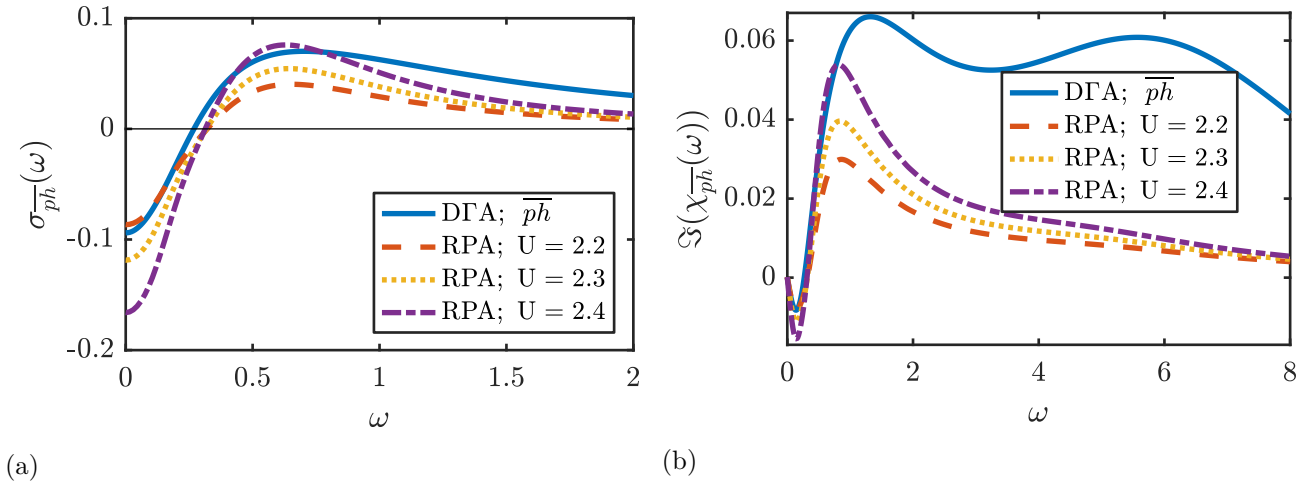 0.1
0
-0.1
-0.2
σ_{\overline{ph}}(ω)
DΓA; \overline{ph}
RPA; U = 2.2
RPA; U = 2.3
RPA; U = 2.4
0 0.5 1 1.5 2
ω
(a)
0.06
0.04
0.02
0
ℑ(χ_{\overline{ph}}(ω))
DΓA; \overline{ph}
RPA; U = 2.2
RPA; U = 2.3
RPA; U = 2.4
0 2 4 6 8
ω
(b)